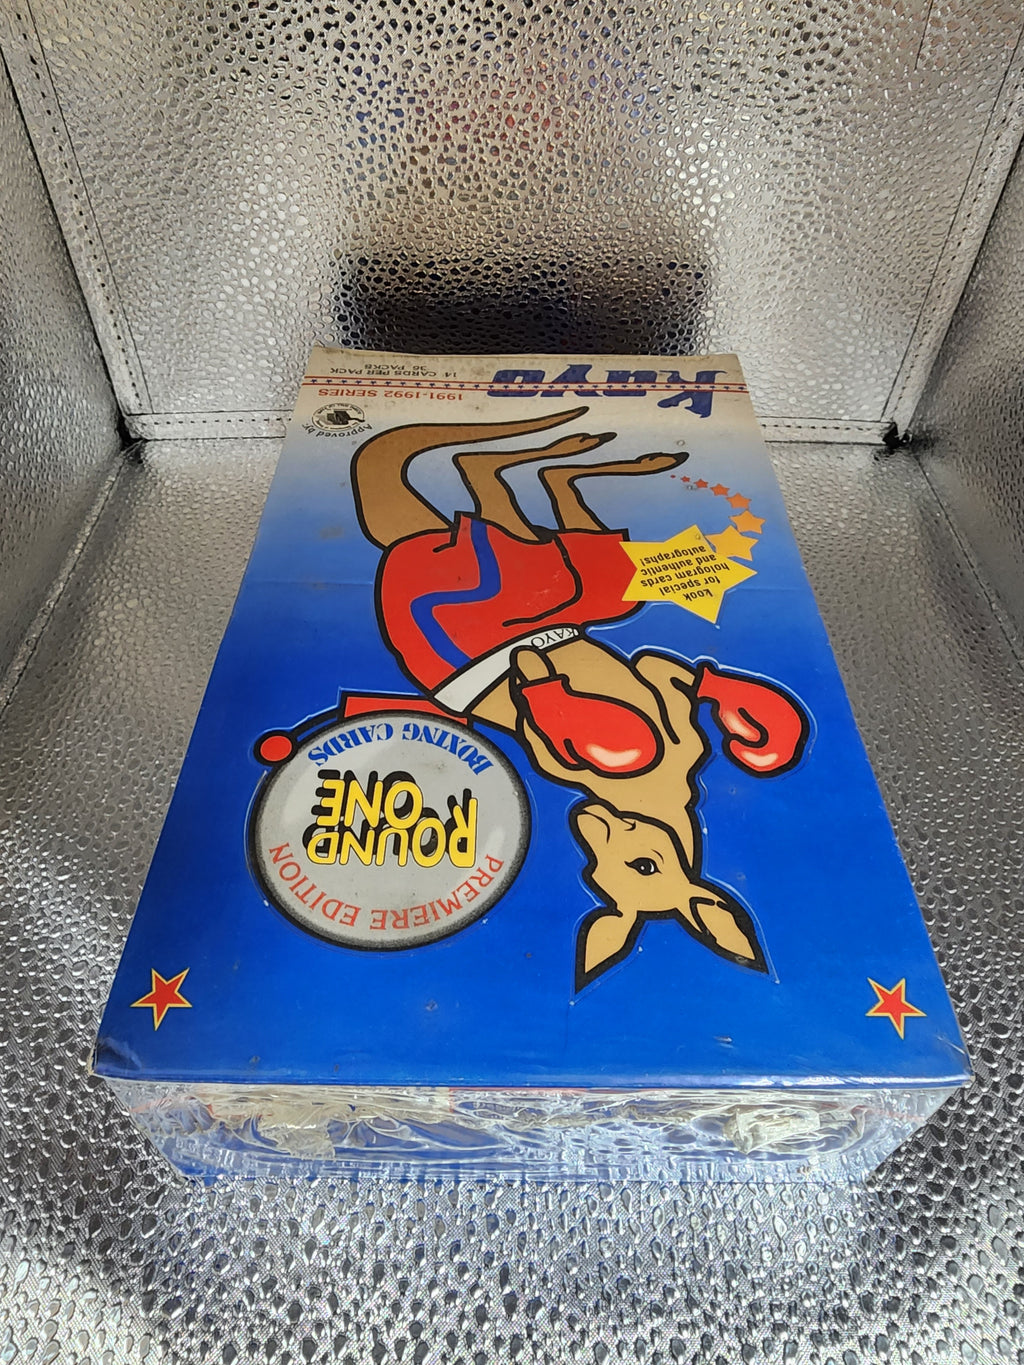 Kayo
14 CARDS PER PACK
36 PACKS
1991-1992 SERIES
Approved by:
Look
for special
hologram cards
and authentic
autographs!
KAYO
BOXING CARDS
ROUND
ONE
PREMIERE EDITION